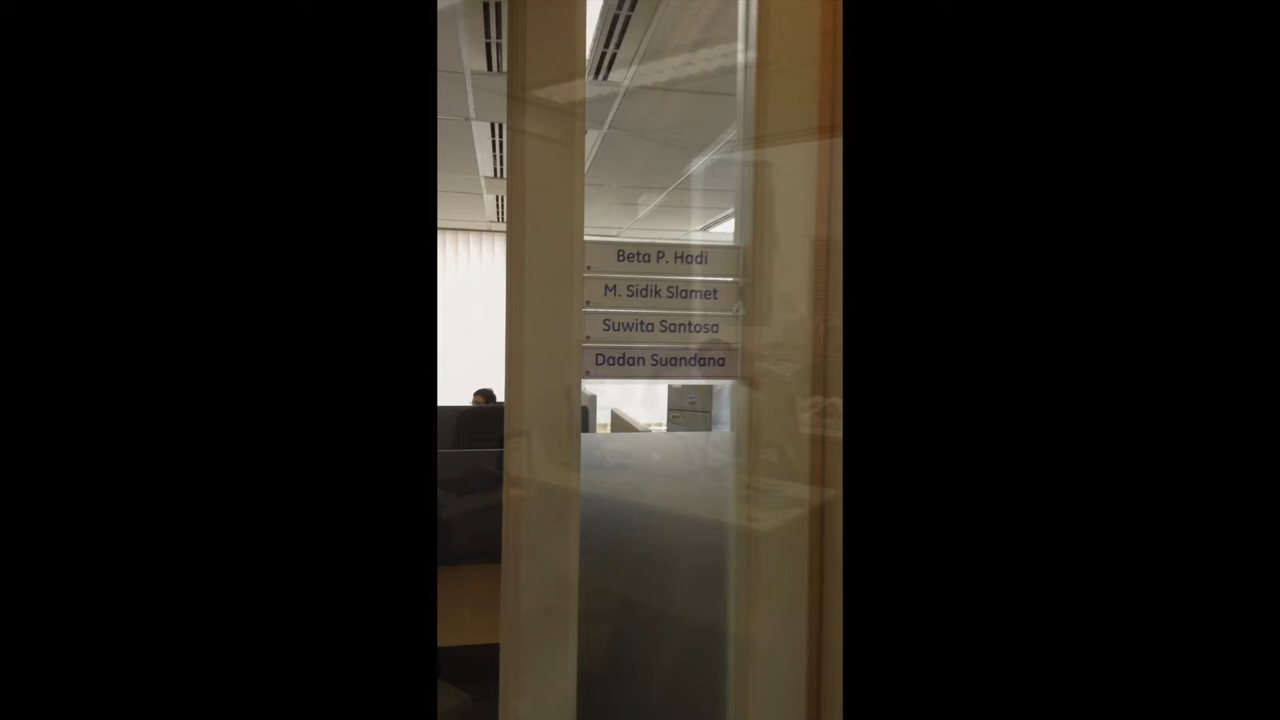 Beta P. Hadi
M. Sidik Slamet
Suwita Santosa
Dadan Suandana